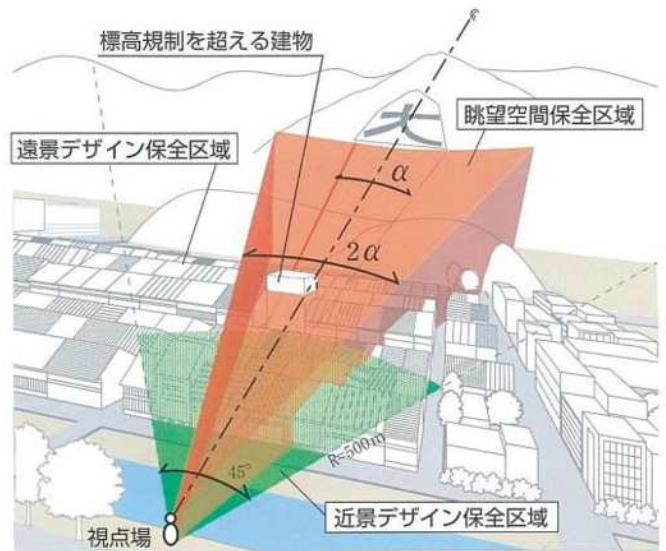 標高規制を超える建物
眺望空間保全区域
遠景デザイン保全区域
大
α
2α
45°
R=500m
近景デザイン保全区域
視点場